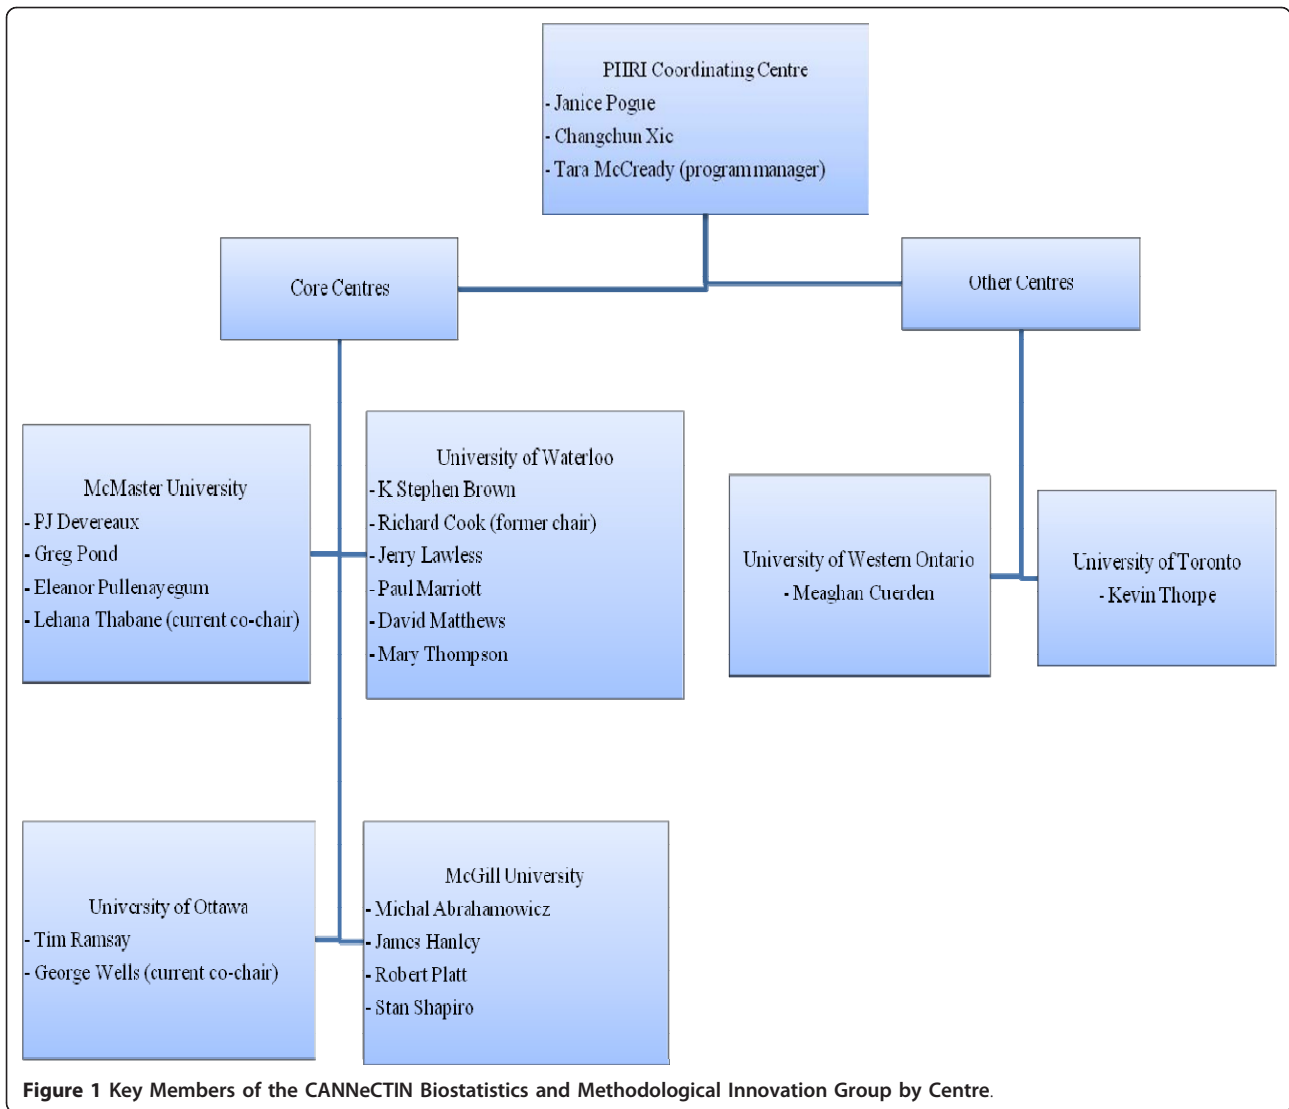 PHRI Coordinating Centre
- Janice Pogue
- Changchun Xie
- Tara McCready (program manager)
Core Centres
Other Centres
McMaster University
- PJ Devereaux
- Greg Pond
- Eleanor Pullenayegum
- Lehana Thabane (current co-chair)
University of Waterloo
- K Stephen Brown
- Richard Cook (former chair)
- Jerry Lawless
- Paul Marriott
- David Matthews
- Mary Thompson
University of Western Ontario
- Meaghan Cuerden
University of Toronto
- Kevin Thorpe
University of Ottawa
- Tim Ramsay
- George Wells (current co-chair)
McGill University
- Michal Abrahamowicz
- James Hanley
- Robert Platt
- Stan Shapiro
Figure 1 Key Members of the CANNeCTIN Biostatistics and Methodological Innovation Group by Centre.